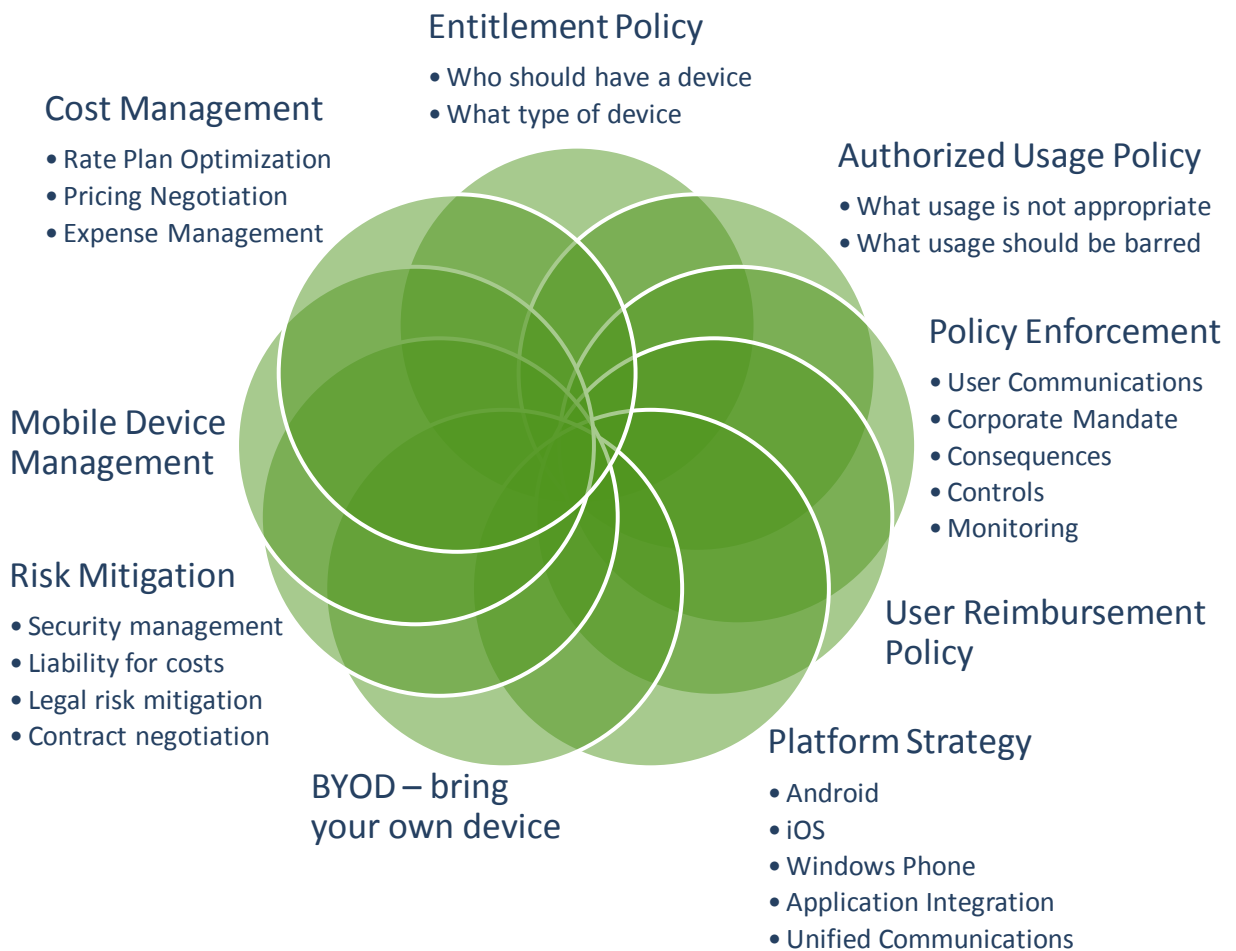 Entitlement Policy
• Who should have a device
• What type of device
Authorized Usage Policy
• What usage is not appropriate
• What usage should be barred
Policy Enforcement
• User Communications
• Corporate Mandate
• Consequences
• Controls
• Monitoring
User Reimbursement
Policy
Platform Strategy
• Android
• iOS
• Windows Phone
• Application Integration
• Unified Communications
BYOD – bring
your own device
Risk Mitigation
• Security management
• Liability for costs
• Legal risk mitigation
• Contract negotiation
Mobile Device
Management
Cost Management
• Rate Plan Optimization
• Pricing Negotiation
• Expense Management